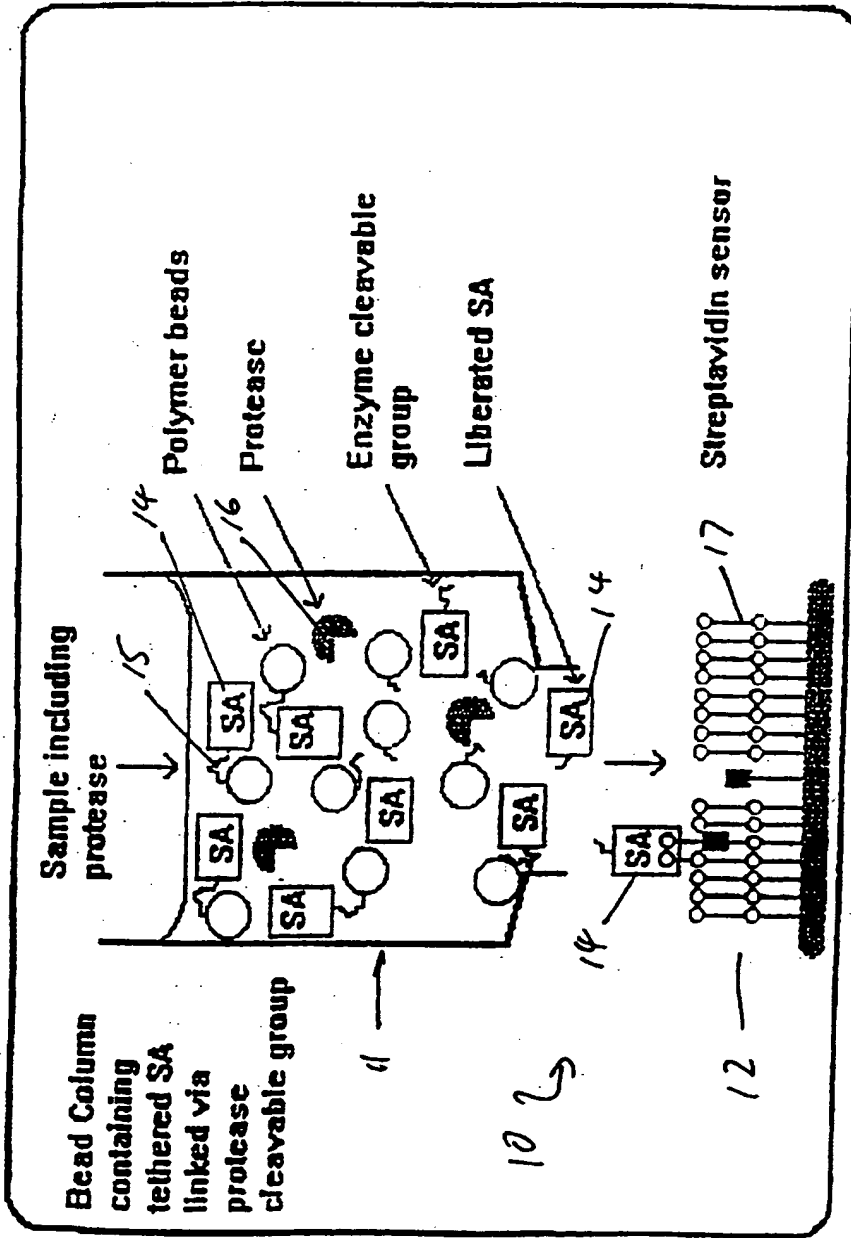 Bead Column
containing
tethered SA
linked via
protease
cleavable group
Sample including
protease
15
14
16
Polymer beads
Protease
Enzyme cleavable
group
Liberated SA
SA
SA
SA
SA
SA
SA
SA
SA
14
11
10
SA
14
12
17
Streptavidin sensor